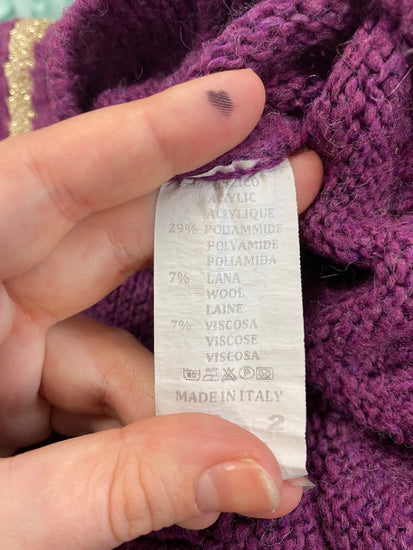 ACRYLIC
ACRYLIQUE
29% POLIAMMIDE
POLYAMIDE
POLIAMIDA
7% LANA
WOOL
LAINE
7% VISCOSA
VISCOSE
VISCOSA
MADE IN ITALY
2